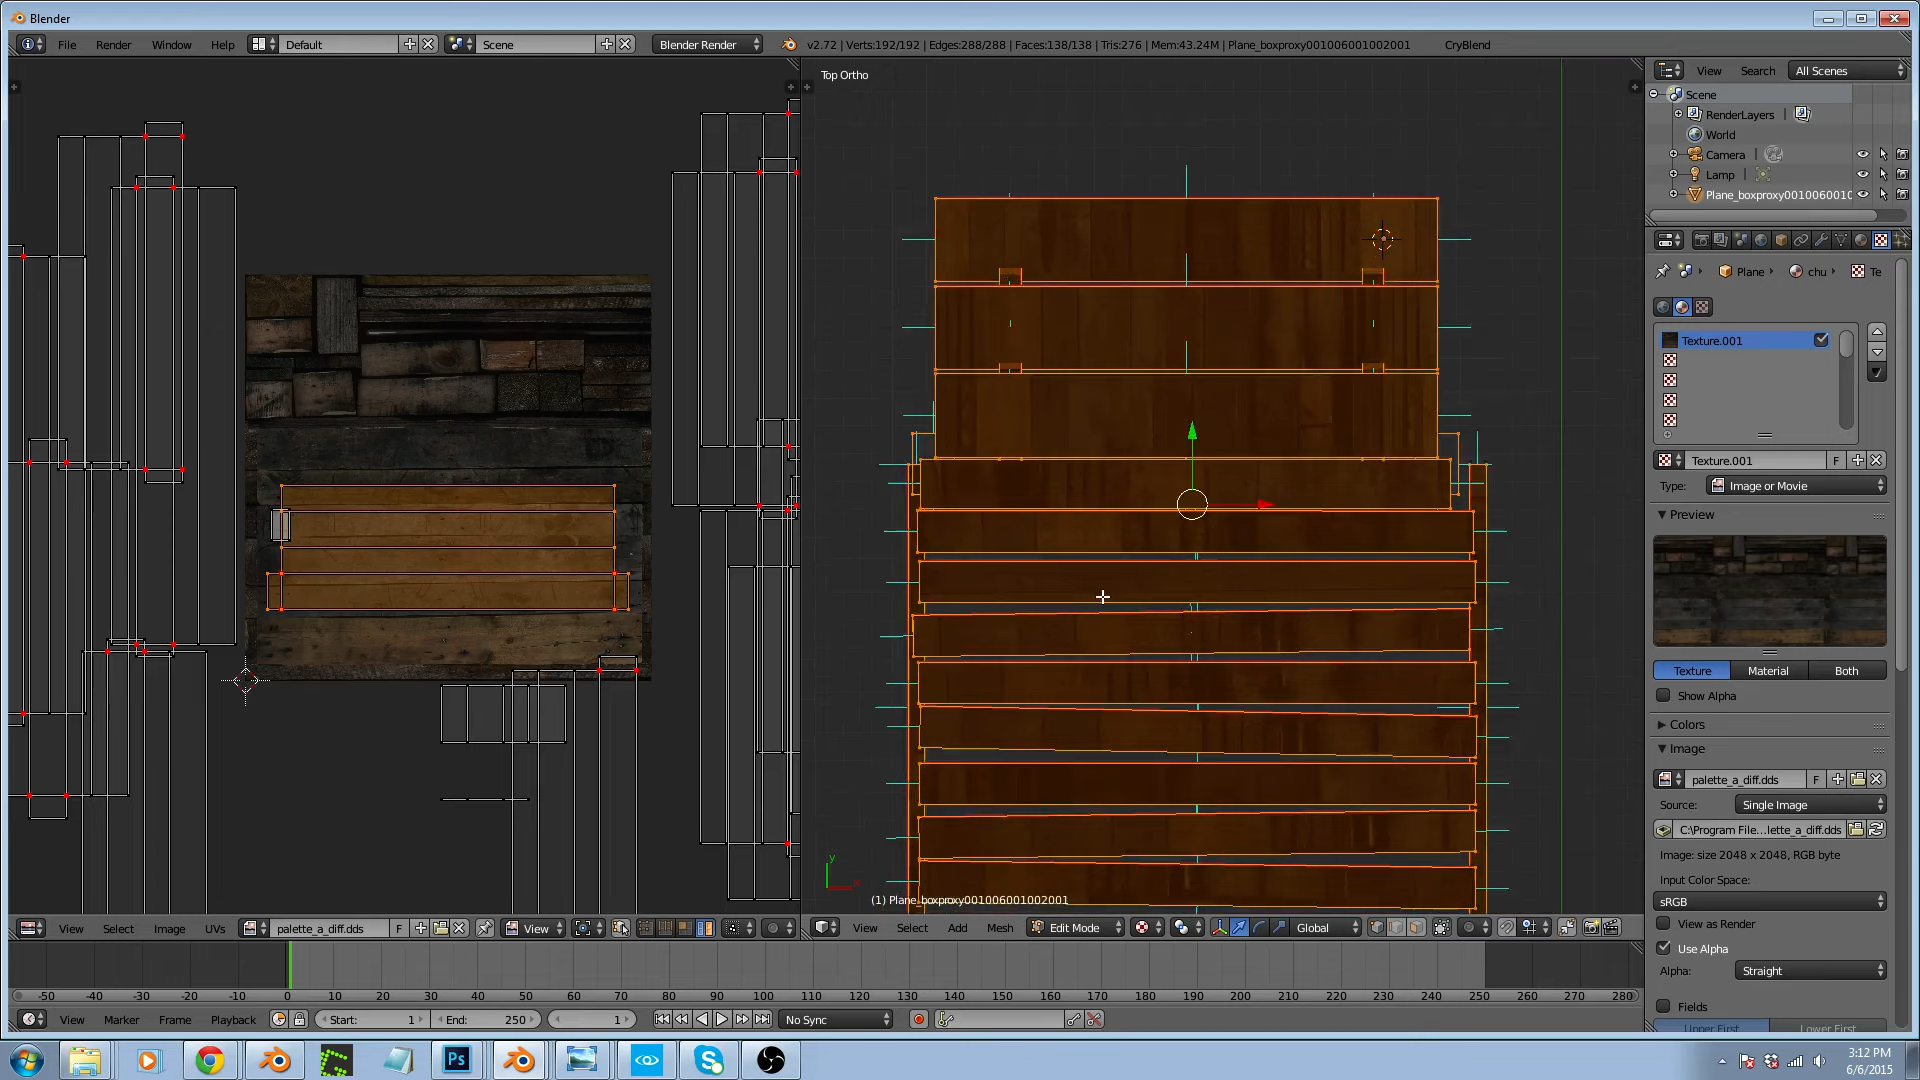 Blender
File Render Window Help Default Scene Blender Render v2.72 | Verts:192/192 | Edges:288/288 | Faces:138/138 | Tris:276 | Mem:43.24M | Plane_boxproxy001006001002001 CryBlend
Top Ortho
View Search All Scenes
Scene
RenderLayers
World
Camera
Lamp
Plane_boxproxy0010060010
Plane chu Te
Texture.001
Texture.001 F
Type: Image or Movie
Preview
Texture Material Both
Show Alpha
Colors
Image
palette_a_diff.dds F
Source: Single Image
C:\Program File...lette_a_diff.dds
Image: size 2048 x 2048, RGB byte
Input Color Space:
sRGB
View as Render
Use Alpha
Alpha: Straight
Fields
Upper First Lower First
y
x
(1) Plane_boxproxy001006001002001
View Select Image UVs palette_a_diff.dds F View
View Select Add Mesh Edit Mode Global
-50 -40 -30 -20 -10 0 10 20 30 40 50 60 70 80 90 100 110 120 130 140 150 160 170 180 190 200 210 220 230 240 250 260 270 280
View Marker Frame Playback Start: 1 End: 250 1 No Sync
Ps
3:12 PM
6/6/2015